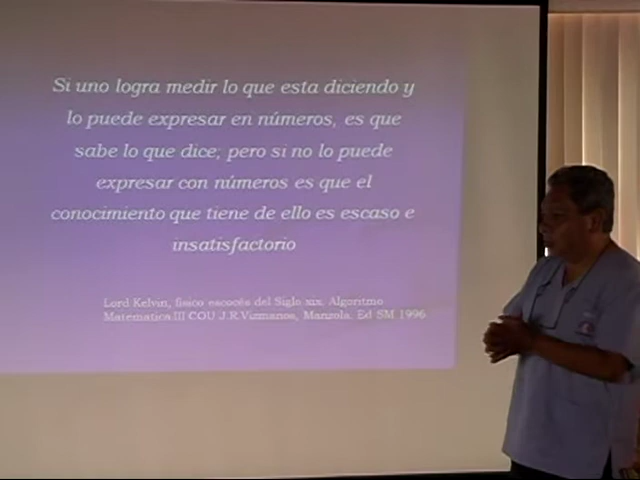 Si uno logra medir lo que esta diciendo y
lo puede expresar en números, es que
sabe lo que dice; pero si no lo puede
expresar con números es que el
conocimiento que tiene de ello es escaso e
insatisfactorio
Lord Kelvin, físico escocés del Siglo xix. Algoritmo
Matematica III COU J.R.Vizmanos, Manzola. Ed SM 1996